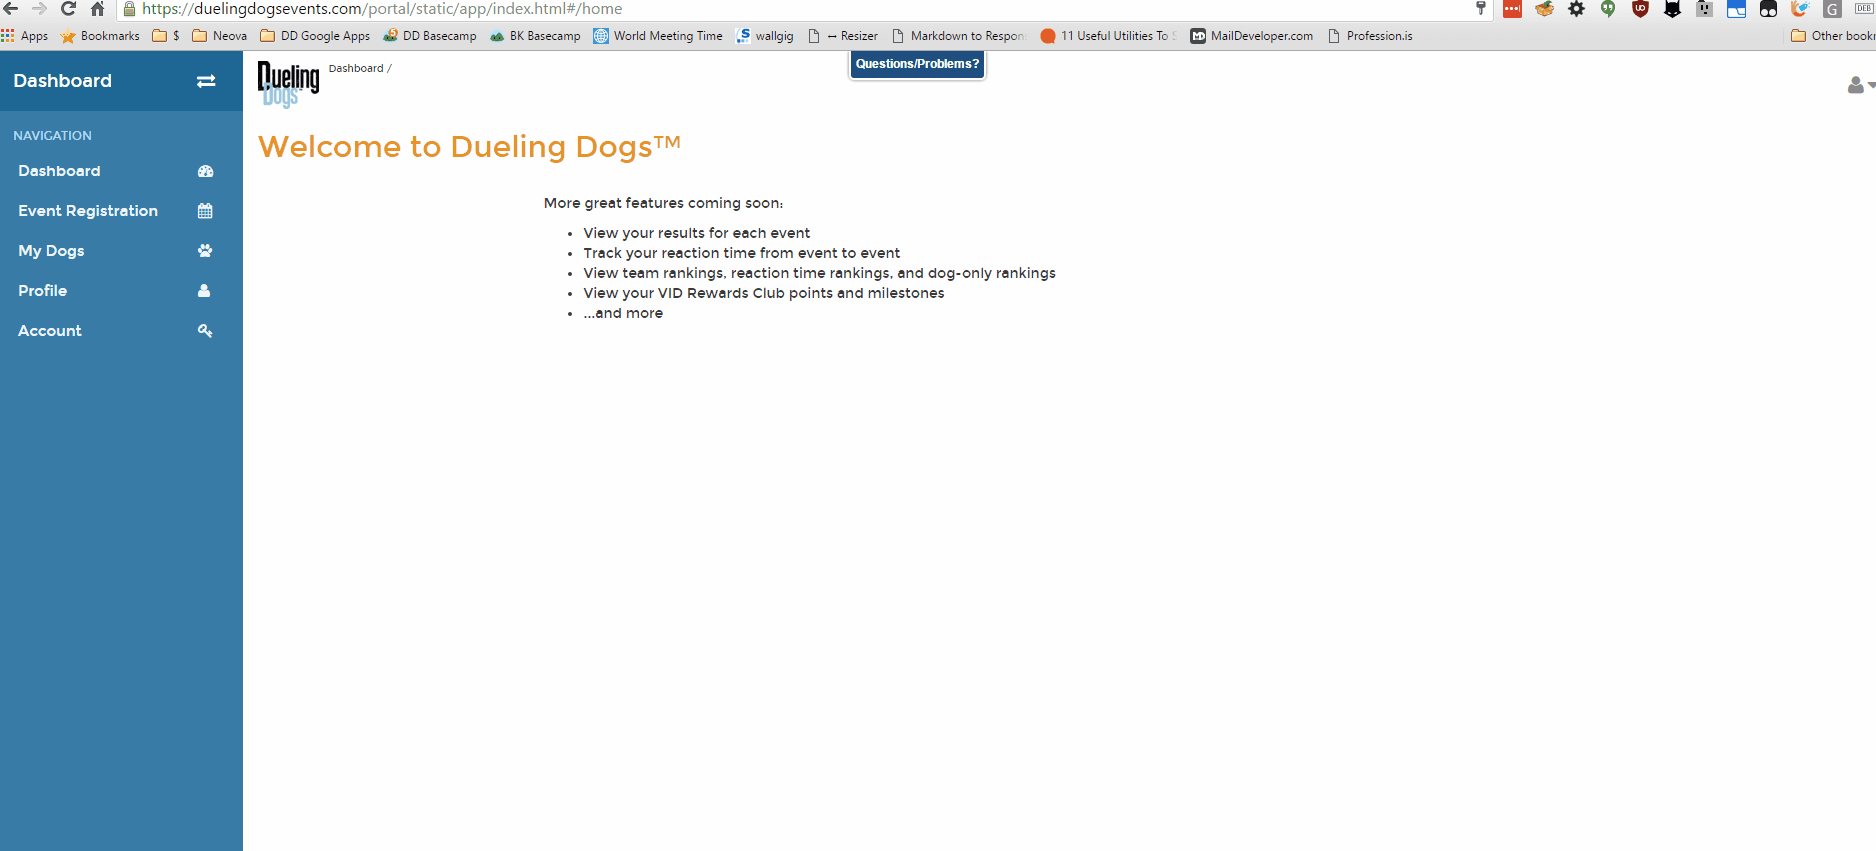 https://duelingdogsevents.com/portal/static/app/index.html#/home
Apps Bookmarks $ Neova DD Google Apps DD Basecamp BK Basecamp World Meeting Time wallgig ↔ Resizer Markdown to Respon 11 Useful Utilities To S MailDeveloper.com Profession.is Other bookr
Dashboard
Dueling Dogs
Dashboard /
Questions/Problems?
NAVIGATION
Dashboard
Event Registration
My Dogs
Profile
Account
Welcome to Dueling Dogs™
More great features coming soon:
• View your results for each event
• Track your reaction time from event to event
• View team rankings, reaction time rankings, and dog-only rankings
• View your VID Rewards Club points and milestones
• ...and more